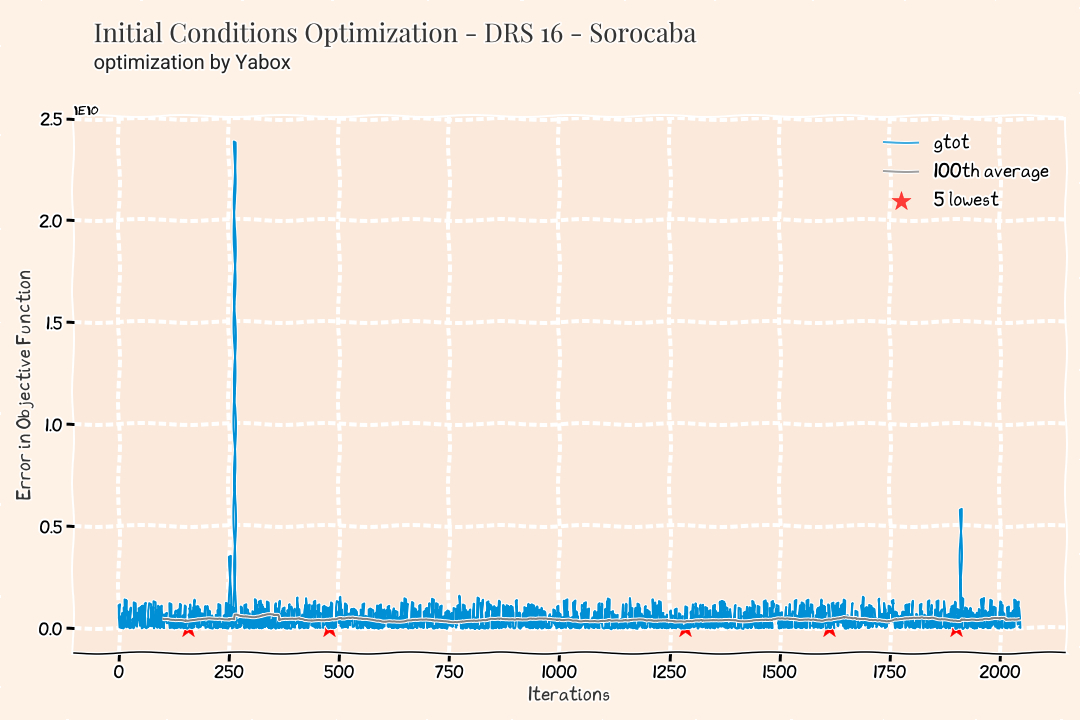 Initial Conditions Optimization - DRS 16 - Sorocaba
optimization by Yabox
1E10
2.5
2.0
1.5
1.0
0.5
0.0
Error in Objective Function
gtot
100th average
5 lowest
0 250 500 750 1000 1250 1500 1750 2000
Iterations